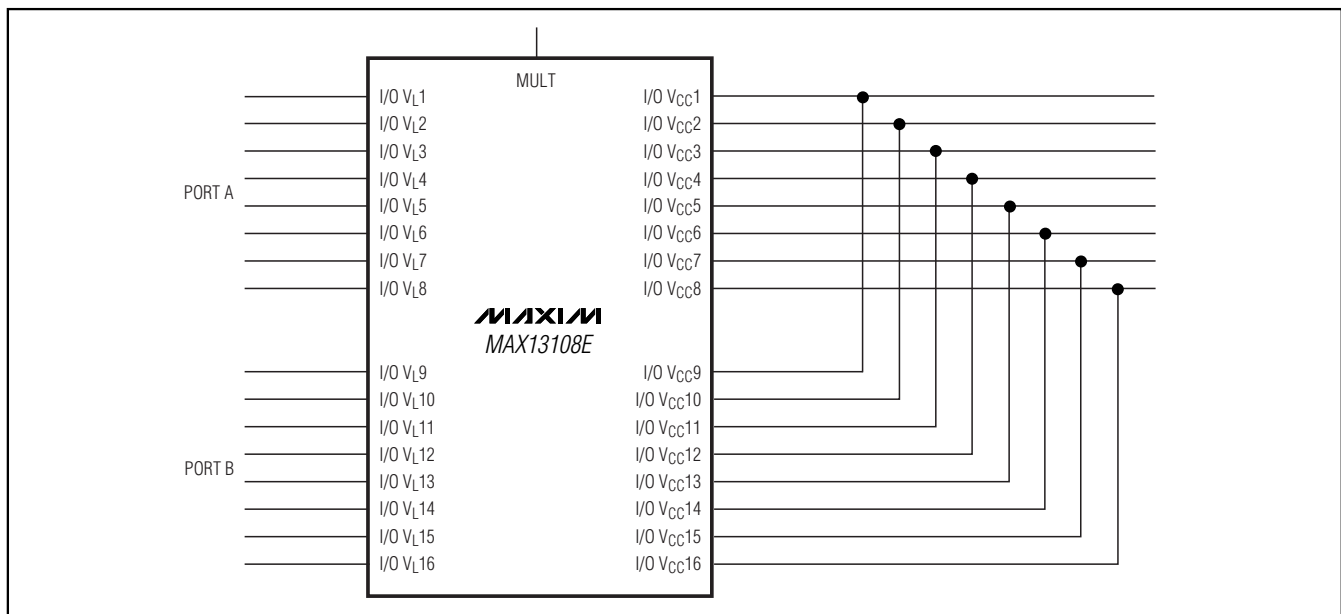 MULT
I/O VL1 I/O VCC1
I/O VL2 I/O VCC2
I/O VL3 I/O VCC3
I/O VL4 I/O VCC4
PORT A
I/O VL5 I/O VCC5
I/O VL6 I/O VCC6
I/O VL7 I/O VCC7
I/O VL8 I/O VCC8
MAXIM
MAX13108E
I/O VL9 I/O VCC9
I/O VL10 I/O VCC10
I/O VL11 I/O VCC11
I/O VL12 I/O VCC12
PORT B
I/O VL13 I/O VCC13
I/O VL14 I/O VCC14
I/O VL15 I/O VCC15
I/O VL16 I/O VCC16